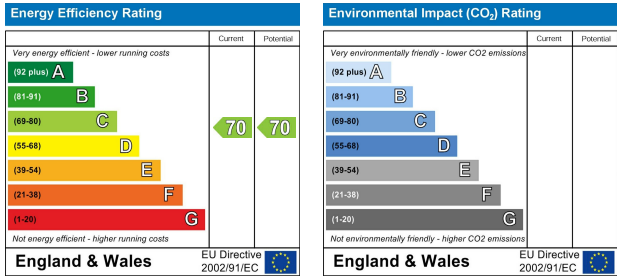 Energy Efficiency Rating
Current Potential
Very energy efficient - lower running costs
(92 plus) A
(81-91) B
(69-80) C
70 70
(55-68) D
(39-54) E
(21-38) F
(1-20) G
Not energy efficient - higher running costs
England & Wales
EU Directive
2002/91/EC
Environmental Impact (CO₂) Rating
Current Potential
Very environmentally friendly - lower CO2 emissions
(92 plus) A
(81-91) B
(69-80) C
(55-68) D
(39-54) E
(21-38) F
(1-20) G
Not environmentally friendly - higher CO2 emissions
England & Wales
EU Directive
2002/91/EC